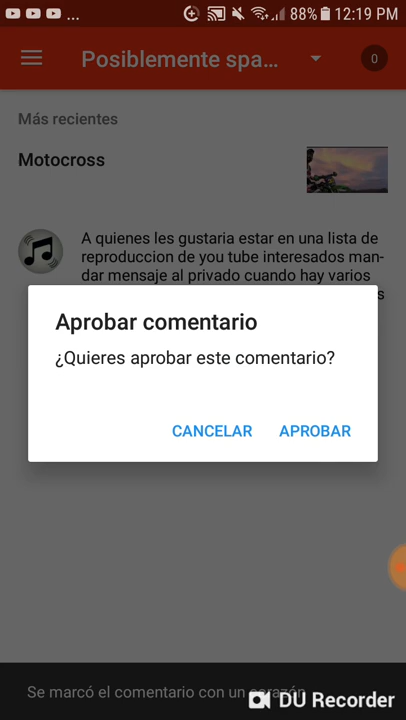 ... 88% 12:19 PM
Posiblemente spa... 0
Más recientes
Motocross
A quienes les gustaria estar en una lista de
reproduccion de you tube interesados man-
dar mensaje al privado cuando hay varios
s
Aprobar comentario
¿Quieres aprobar este comentario?
CANCELAR APROBAR
Se marcó el comentario con un corazón
DU Recorder